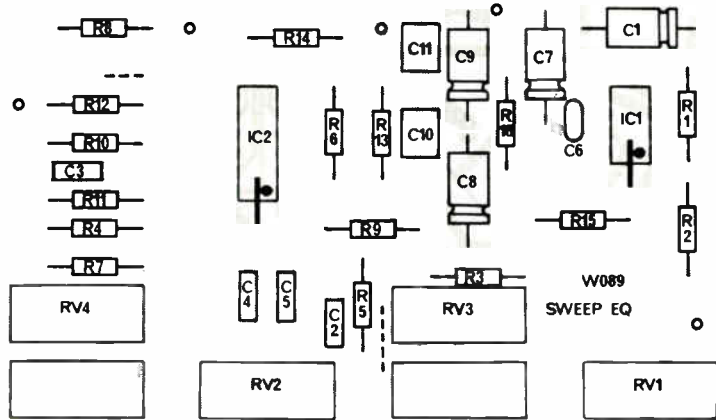 R8
R14
C11
C9
C7
C1
R12
IC2
R6
R13
C10
R16
C6
IC1
R1
R10
C3
R11
C8
R4
R9
R15
R2
R7
C4
C5
C2
R5
R3
W089
RV4
RV3
SWEEP EQ
RV2
RV1